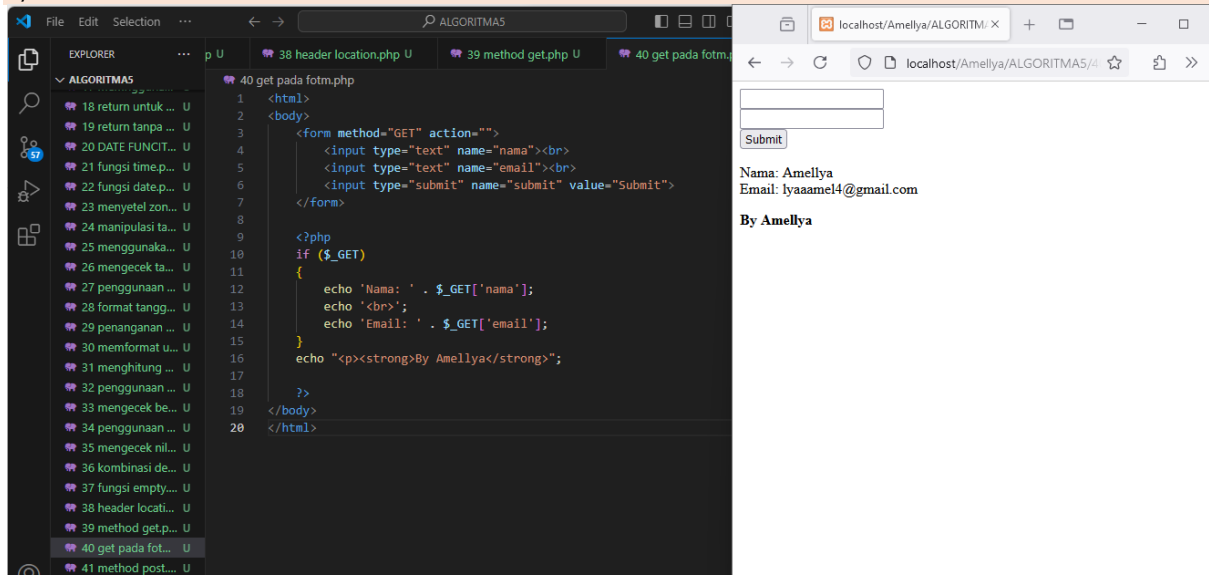 File Edit Selection ···
ALGORITMA5
EXPLORER ···
ALGORITMA5
18 return untuk ... U
19 return tanpa ... U
20 DATE FUNCIT... U
21 fungsi time.p... U
22 fungsi date.p... U
23 menyetel zon... U
24 manipulasi ta... U
25 menggunaka... U
26 mengecek ta... U
27 penggunaan ... U
28 format tangg... U
29 penanganan ... U
30 memformat u... U
31 menghitung ... U
32 penggunaan ... U
33 mengecek be... U
34 penggunaan ... U
35 mengecek nil... U
36 kombinasi de... U
37 fungsi empty.... U
38 header locati... U
39 method get.p... U
40 get pada fot... U
41 method post.... U
57
p U
38 header location.php U
39 method get.php U
40 get pada fotm.p
40 get pada fotm.php
1 <html>
2 <body>
3 <form method="GET" action="">
4 <input type="text" name="nama"><br>
5 <input type="text" name="email"><br>
6 <input type="submit" name="submit" value="Submit">
7 </form>
8
9 <?php
10 if ($_GET)
11 {
12 echo 'Nama: ' . $_GET['nama'];
13 echo '<br>';
14 echo 'Email: ' . $_GET['email'];
15 }
16 echo "<p><strong>By Amellya</strong>";
17
18 ?>
19 </body>
20 </html>
localhost/Amellya/ALGORITM/
localhost/Amellya/ALGORITMA5/4
Submit
Nama: Amellya
Email: lyaaamel4@gmail.com
By Amellya